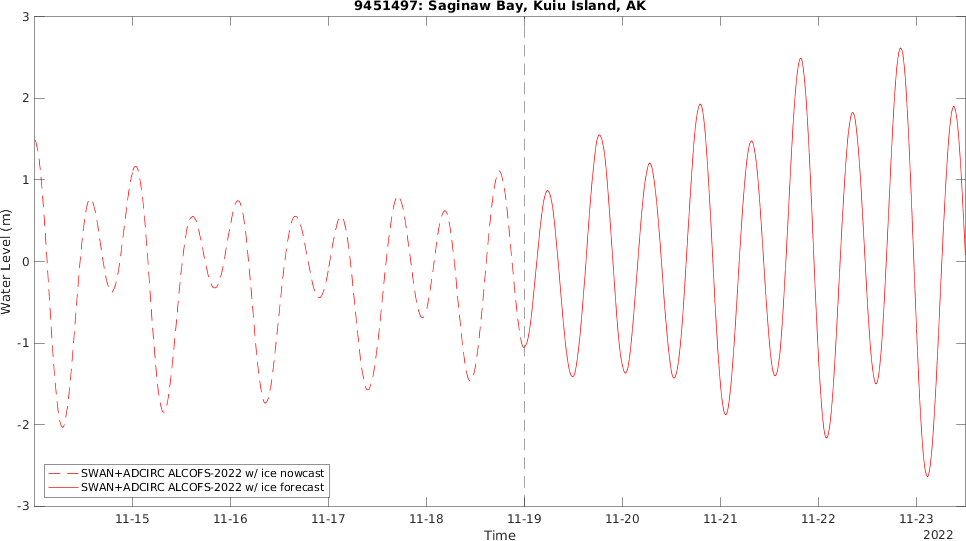 9451497: Saginaw Bay, Kuiu Island, AK
3
2
1
0
-1
-2
-3
Water Level (m)
SWAN+ADCIRC ALCOFS-2022 w/ ice nowcast
SWAN+ADCIRC ALCOFS-2022 w/ ice forecast
11-15 11-16 11-17 11-18 11-19 11-20 11-21 11-22 11-23
Time
2022